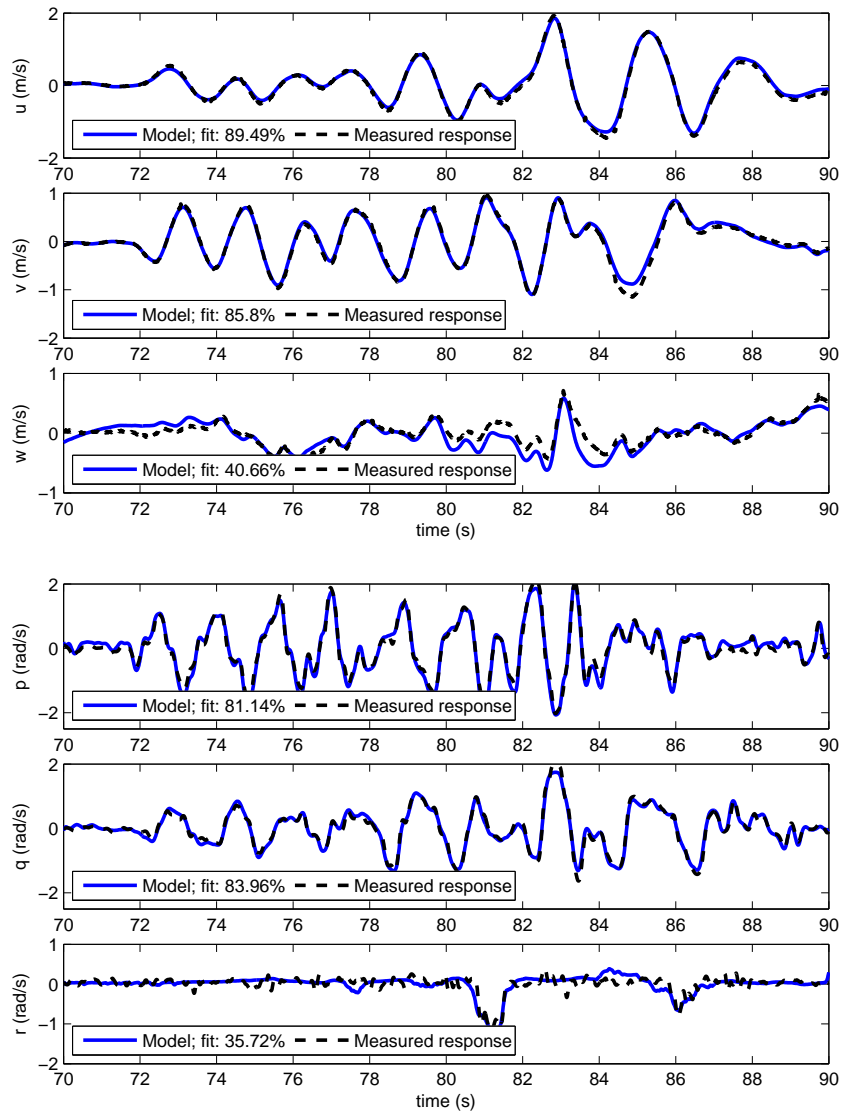 2
0
−2
u (m/s)
Model; fit: 89.49% Measured response
70 72 74 76 78 80 82 84 86 88 90
1
0
−1
−2
v (m/s)
Model; fit: 85.8% Measured response
70 72 74 76 78 80 82 84 86 88 90
1
0
−1
w (m/s)
Model; fit: 40.66% Measured response
70 72 74 76 78 80 82 84 86 88 90
time (s)
2
0
−2
p (rad/s)
Model; fit: 81.14% Measured response
70 72 74 76 78 80 82 84 86 88 90
2
0
−2
q (rad/s)
Model; fit: 83.96% Measured response
70 72 74 76 78 80 82 84 86 88 90
1
0
−1
−2
r (rad/s)
Model; fit: 35.72% Measured response
70 72 74 76 78 80 82 84 86 88 90
time (s)